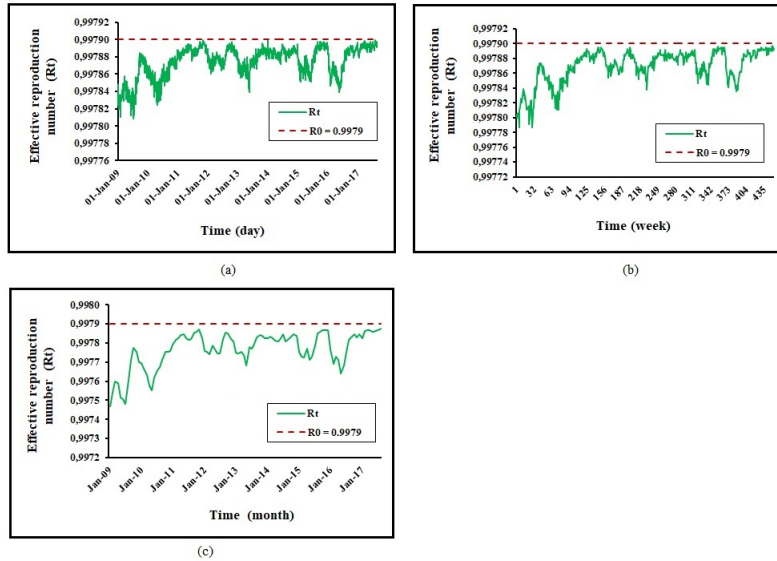 Effective reproduction
number (Rt)
0,99792
0,99790
0,99788
0,99786
0,99784
0,99782
0,99780
0,99778
0,99776
Rt
R0 = 0.9979
01-Jan-09
01-Jan-10
01-Jan-11
01-Jan-12
01-Jan-13
01-Jan-14
01-Jan-15
01-Jan-16
01-Jan-17
Time (day)
(a)
Effective reproduction
number (Rt)
0,99792
0,99790
0,99788
0,99786
0,99784
0,99782
0,99780
0,99778
0,99776
0,99774
0,99772
Rt
R0 = 0.9979
1
32
63
94
125
156
187
218
249
280
311
342
373
404
435
Time (week)
(b)
Effective reproduction
number (Rt)
0,9980
0,9979
0,9978
0,9977
0,9976
0,9975
0,9974
0,9973
0,9972
Rt
R0 = 0.9979
Jan-09
Jan-10
Jan-11
Jan-12
Jan-13
Jan-14
Jan-15
Jan-16
Jan-17
Time (month)
(c)